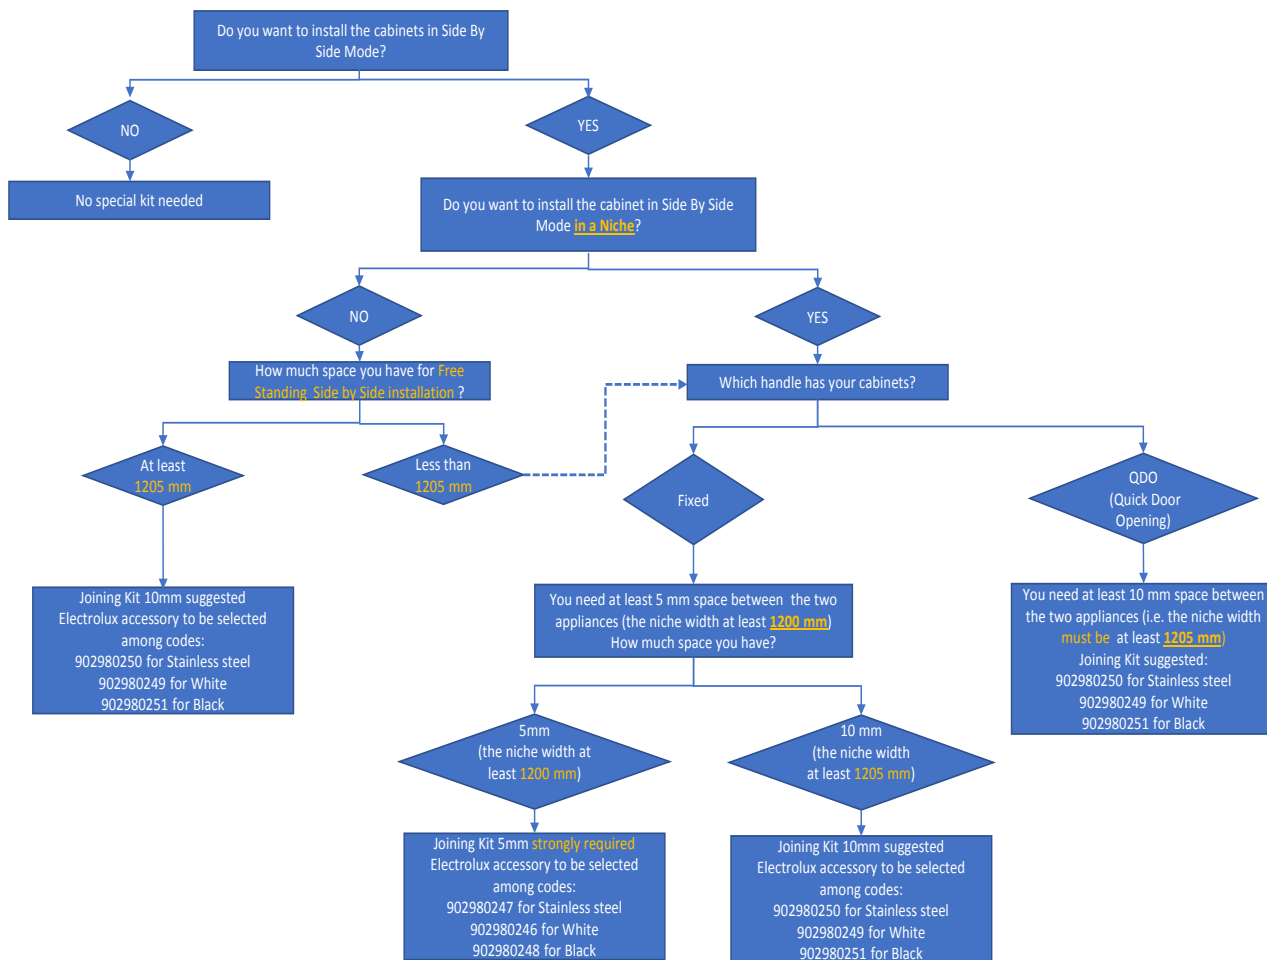 Do you want to install the cabinets in Side By
Side Mode?
NO
YES
No special kit needed
Do you want to install the cabinet in Side By Side
Mode in a Niche?
NO
YES
How much space you have for Free
Standing  Side by Side installation ?
Which handle has your cabinets?
At least
1205 mm
Less than
1205 mm
Fixed
QDO
(Quick Door
Opening)
Joining Kit 10mm suggested
Electrolux accessory to be selected
among codes:
902980250 for Stainless steel
902980249 for White
902980251 for Black
You need at least 5 mm space between  the two
appliances (the niche width at least 1200 mm)
How much space you have?
You need at least 10 mm space between
the two appliances (i.e. the niche width
must be  at least 1205 mm)
Joining Kit suggested:
902980250 for Stainless steel
902980249 for White
902980251 for Black
5mm
(the niche width at
least 1200 mm)
10 mm
(the niche width
at least 1205 mm)
Joining Kit 5mm strongly required
Electrolux accessory to be selected
among codes:
902980247 for Stainless steel
902980246 for White
902980248 for Black
Joining Kit 10mm suggested
Electrolux accessory to be selected
among codes:
902980250 for Stainless steel
902980249 for White
902980251 for Black